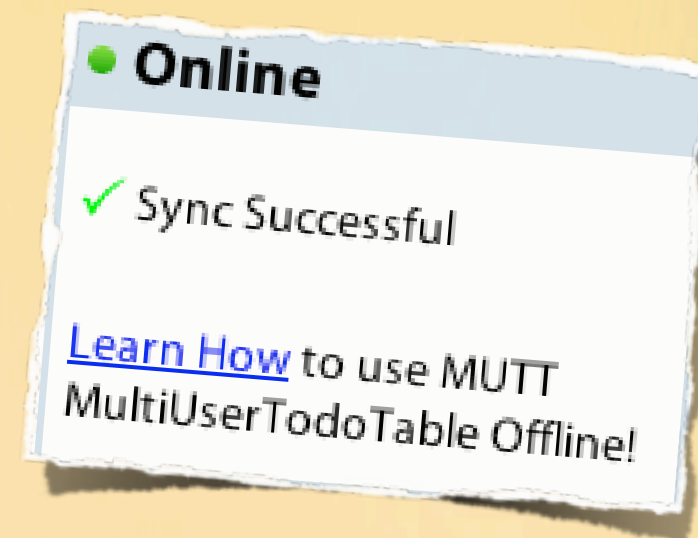 Online
Sync Successful
Learn How to use MUTT
MultiUserTodoTable Offline!